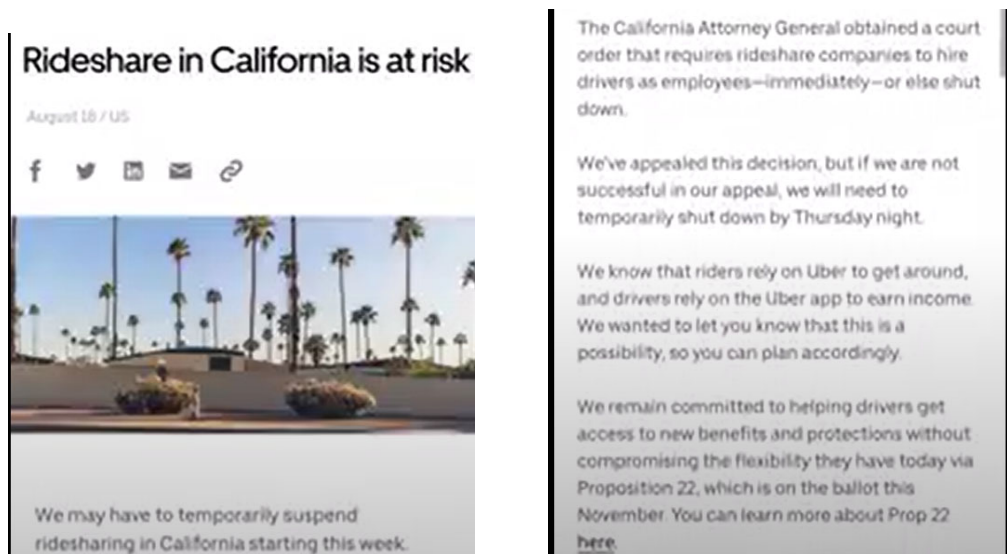 Rideshare in California is at risk
August 18 / US
We may have to temporarily suspend
ridesharing in California starting this week.
The California Attorney General obtained a court
order that requires rideshare companies to hire
drivers as employees—immediately—or else shut
down.
We've appealed this decision, but if we are not
successful in our appeal, we will need to
temporarily shut down by Thursday night.
We know that riders rely on Uber to get around,
and drivers rely on the Uber app to earn income.
We wanted to let you know that this is a
possibility, so you can plan accordingly.
We remain committed to helping drivers get
access to new benefits and protections without
compromising the flexibility they have today via
Proposition 22, which is on the ballot this
November. You can learn more about Prop 22
here.